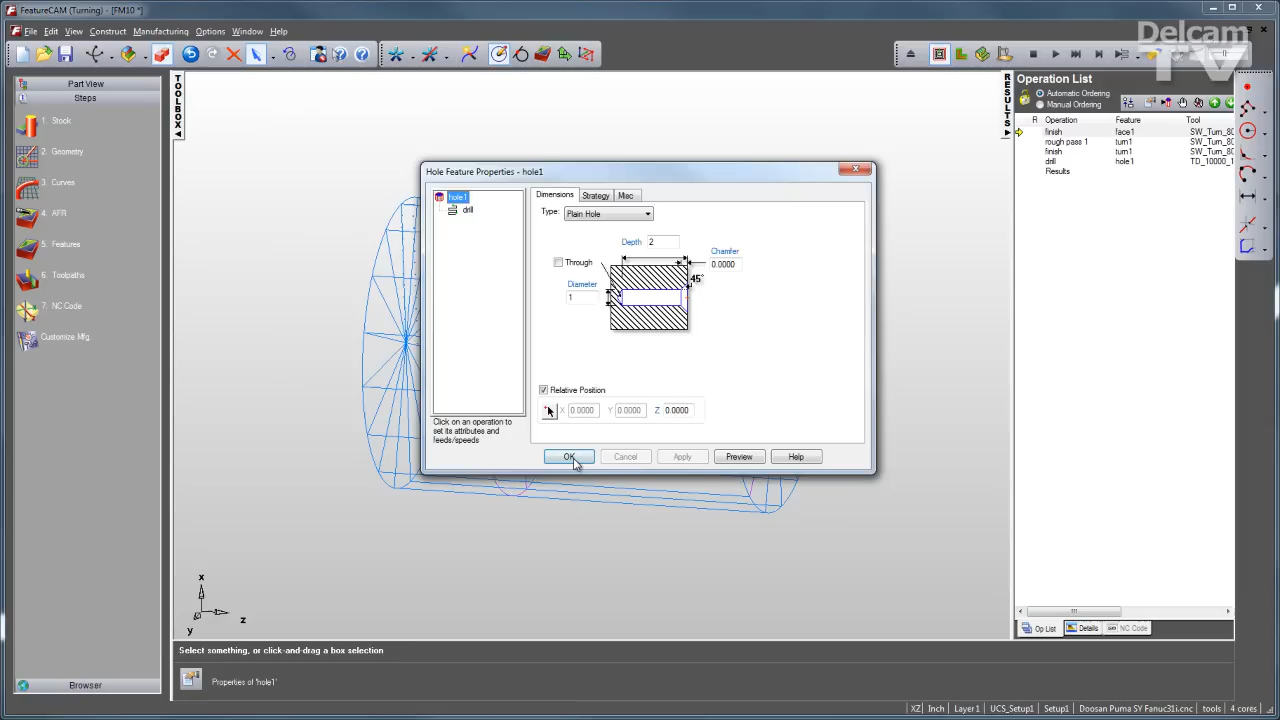 FeatureCAM (Turning) - [FM10 *]
File Edit View Construct Manufacturing Options Window Help
Delcam
TV
Part View
Steps
1. Stock
2. Geometry
3. Curves
4. AFR
5. Features
6. Toolpaths
7. NC Code
Customize Mfg.
Browser
TOOLBOX
RESULTS
Hole Feature Properties - hole1
hole1
drill
Click on an operation to
set its attributes and
feeds/speeds
Dimensions Strategy Misc
Type: Plain Hole
Depth 2
Chamfer
0.0000
Through
45°
Diameter
1
Relative Position
X 0.0000 Y 0.0000 Z 0.0000
OK Cancel Apply Preview Help
x
z
y
Operation List
Automatic Ordering
Manual Ordering
R Operation Feature Tool
finish face1 SW_Turn_80
rough pass 1 turn1 SW_Turn_80
finish turn1 SW_Turn_80
drill hole1 TD_10000_1
Results
Op List Details NC Code
Select something, or click-and-drag a box selection
Properties of 'hole1'
XZ Inch Layer1 UCS_Setup1 Setup1 Doosan Puma SY Fanuc31i.cnc tools 4 cores